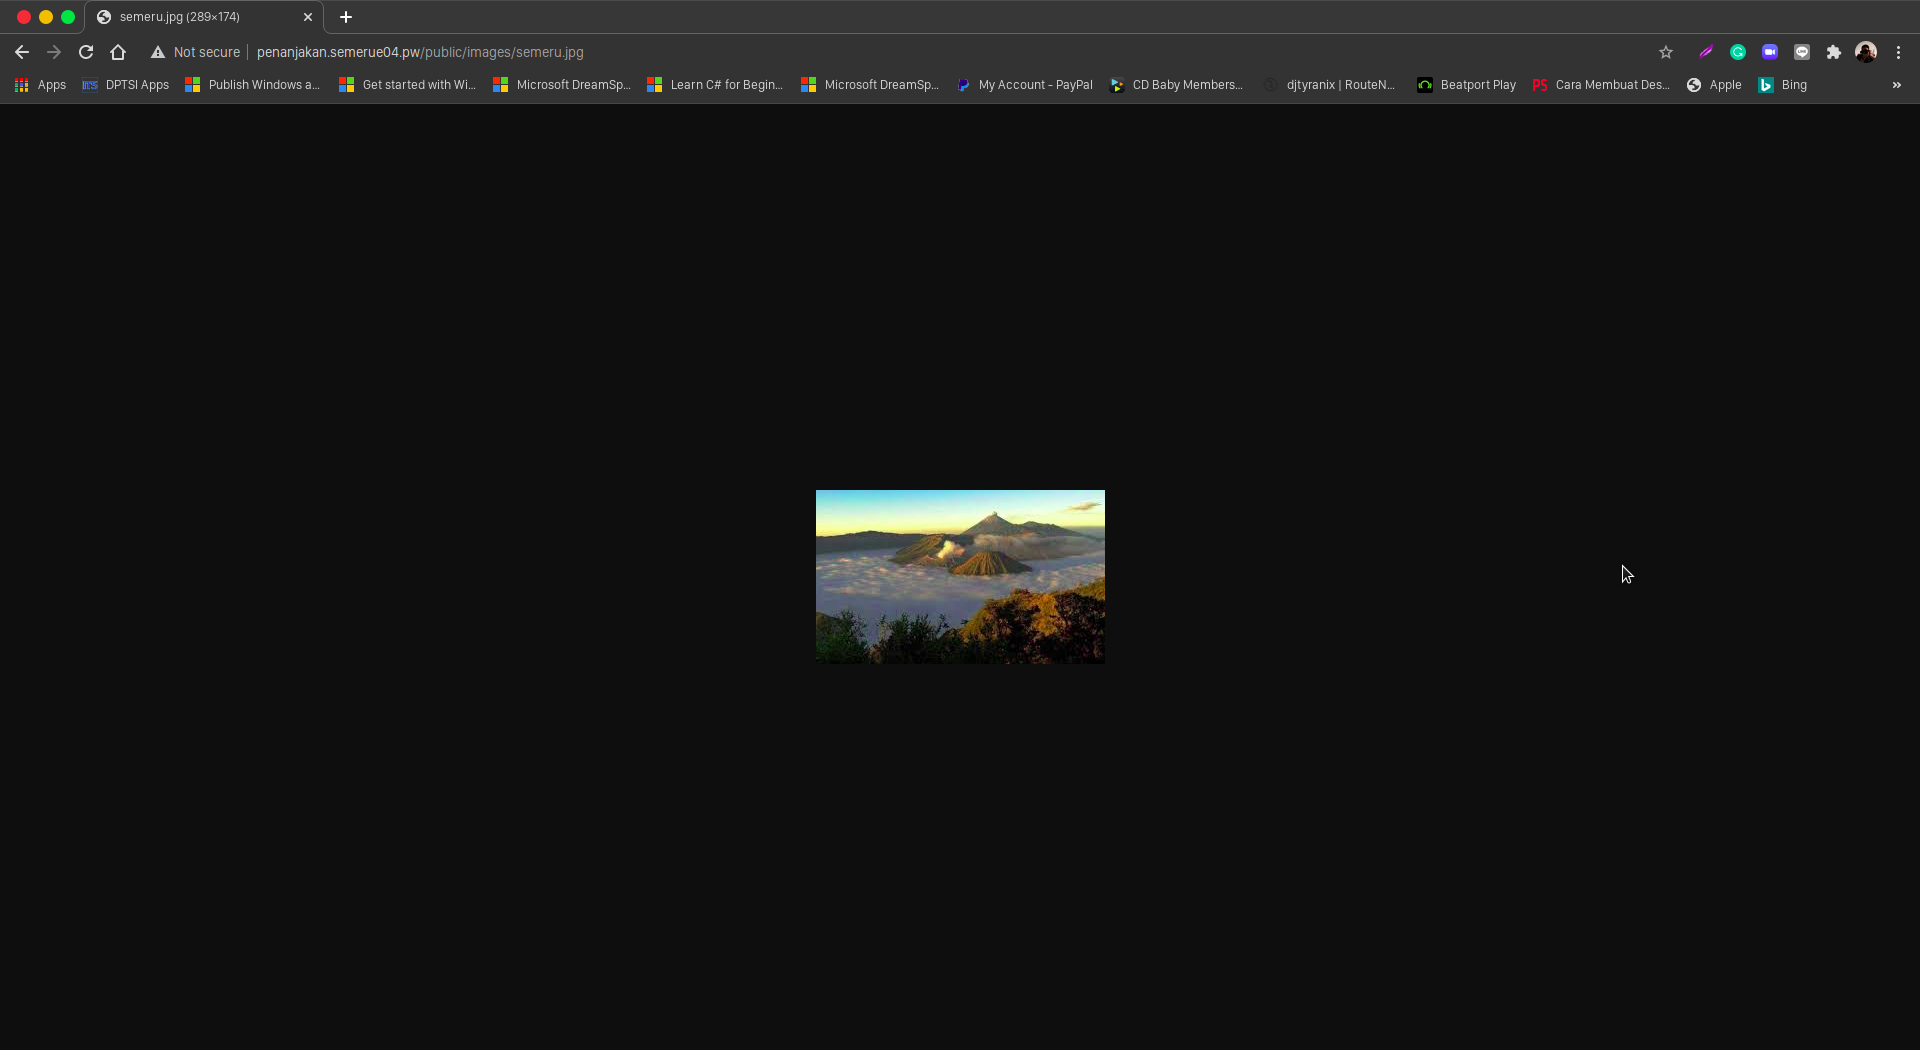 semeru.jpg (289×174)
Not secure penanjakan.semerue04.pw/public/images/semeru.jpg
Apps DPTSI Apps Publish Windows a... Get started with Wi... Microsoft DreamSp... Learn C# for Begin... Microsoft DreamSp... My Account - PayPal CD Baby Members... djtyranix | RouteN... Beatport Play PS Cara Membuat Des... Apple Bing »